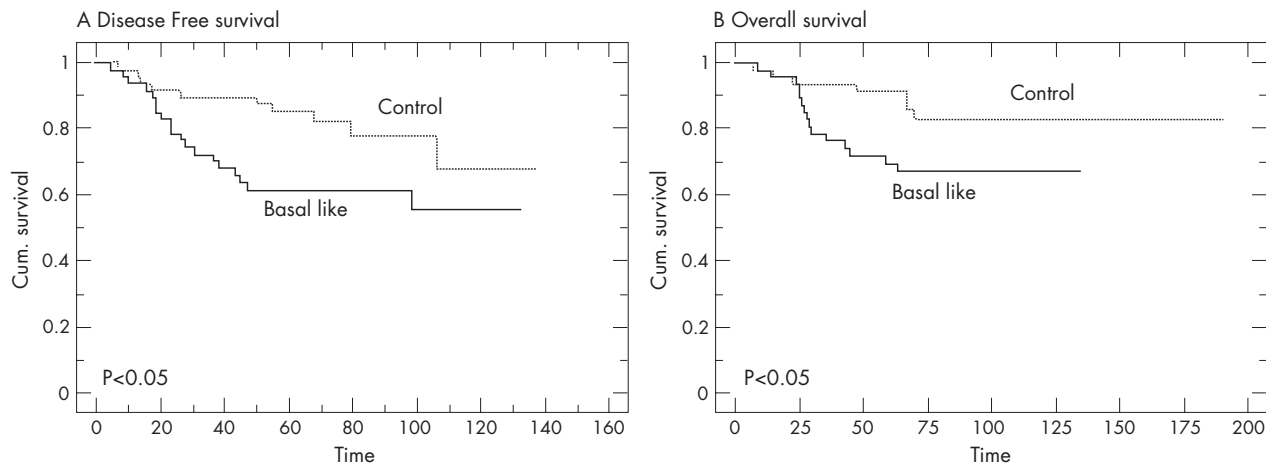 A Disease Free survival
1
0.8
0.6
0.4
0.2
0
Cum. survival
Control
Basal like
P<0.05
0 20 40 60 80 100 120 140 160
Time
B Overall survival
1
0.8
0.6
0.4
0.2
0
Cum. survival
Control
Basal like
P<0.05
0 25 50 75 100 125 150 175 200
Time